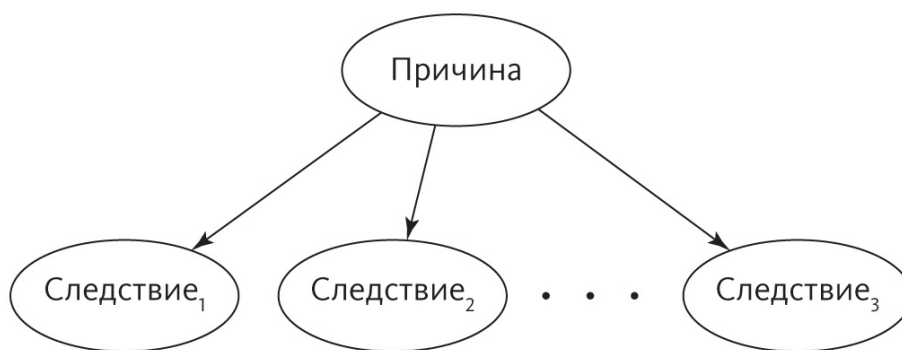 Причина
Следствие₁ Следствие₂ . . . Следствие₃